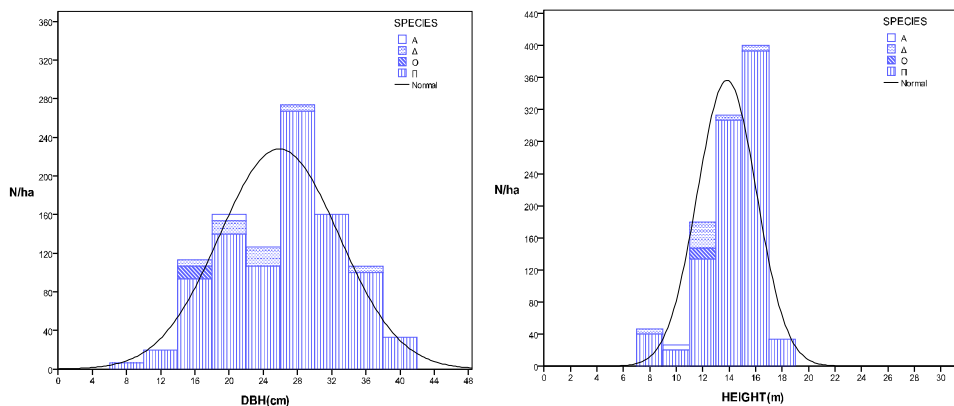 SPECIES
Α
Δ
Ο
Π
Normal
360
320
280
240
200
160
120
80
40
0
N/ha
0 4 8 12 16 20 24 28 32 36 40 44 48
DBH(cm)
SPECIES
Α
Δ
Ο
Π
Normal
440
400
360
320
280
240
200
160
120
80
40
0
N/ha
0 2 4 6 8 10 12 14 16 18 20 22 24 26 28 30
HEIGHT(m)